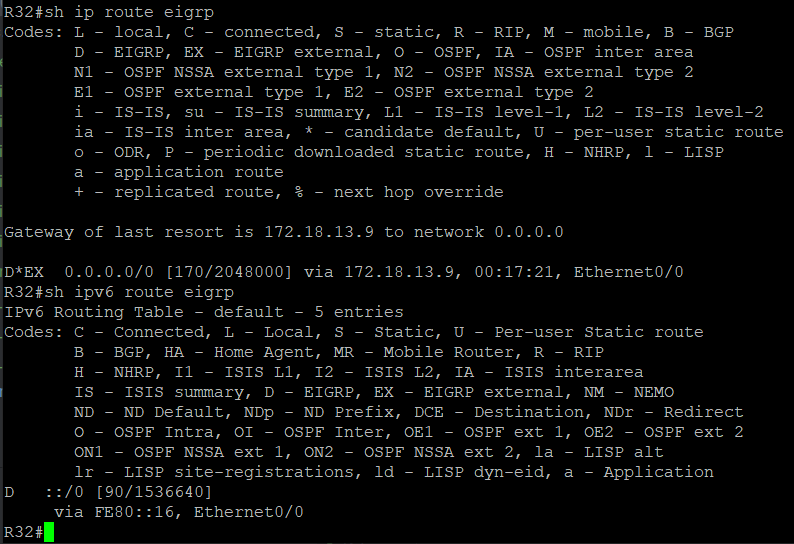 R32#sh ip route eigrp
Codes: L - local, C - connected, S - static, R - RIP, M - mobile, B - BGP
D - EIGRP, EX - EIGRP external, O - OSPF, IA - OSPF inter area
N1 - OSPF NSSA external type 1, N2 - OSPF NSSA external type 2
E1 - OSPF external type 1, E2 - OSPF external type 2
i - IS-IS, su - IS-IS summary, L1 - IS-IS level-1, L2 - IS-IS level-2
ia - IS-IS inter area, * - candidate default, U - per-user static route
o - ODR, P - periodic downloaded static route, H - NHRP, l - LISP
a - application route
+ - replicated route, % - next hop override
Gateway of last resort is 172.18.13.9 to network 0.0.0.0
D*EX  0.0.0.0/0 [170/2048000] via 172.18.13.9, 00:17:21, Ethernet0/0
R32#sh ipv6 route eigrp
IPv6 Routing Table - default - 5 entries
Codes: C - Connected, L - Local, S - Static, U - Per-user Static route
B - BGP, HA - Home Agent, MR - Mobile Router, R - RIP
H - NHRP, I1 - ISIS L1, I2 - ISIS L2, IA - ISIS interarea
IS - ISIS summary, D - EIGRP, EX - EIGRP external, NM - NEMO
ND - ND Default, NDp - ND Prefix, DCE - Destination, NDr - Redirect
O - OSPF Intra, OI - OSPF Inter, OE1 - OSPF ext 1, OE2 - OSPF ext 2
ON1 - OSPF NSSA ext 1, ON2 - OSPF NSSA ext 2, la - LISP alt
lr - LISP site-registrations, ld - LISP dyn-eid, a - Application
D   ::/0 [90/1536640]
via FE80::16, Ethernet0/0
R32#